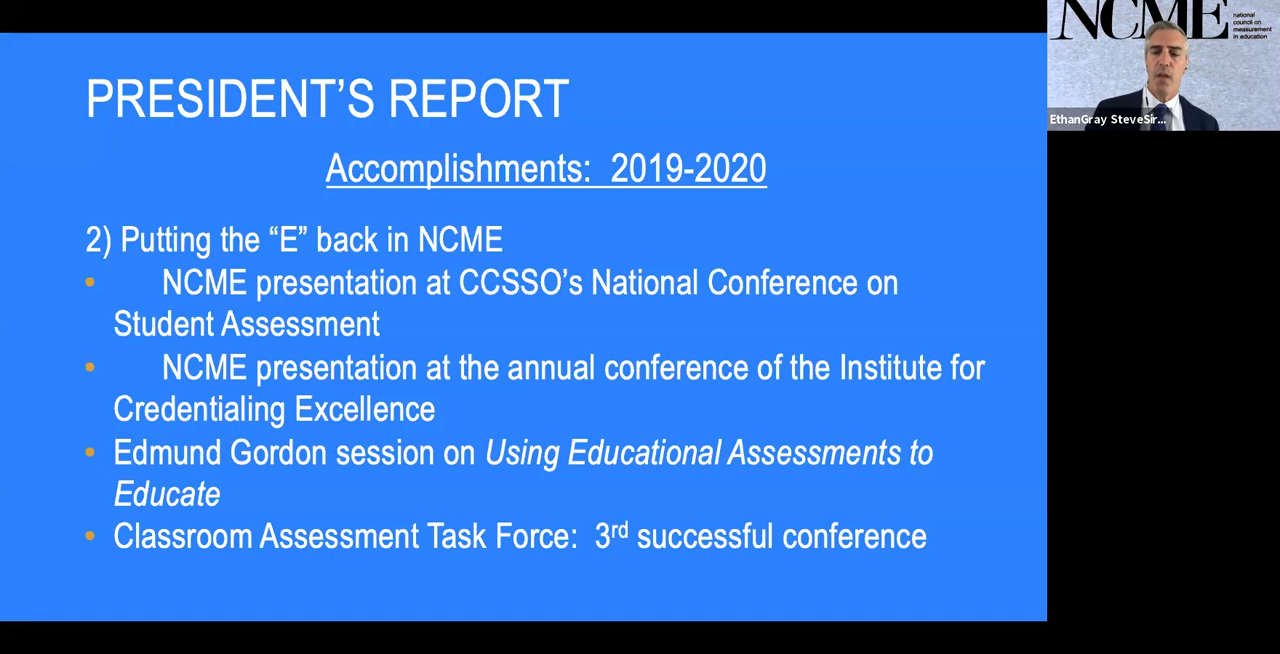 PRESIDENT'S REPORT
Accomplishments: 2019-2020
2) Putting the “E” back in NCME
• NCME presentation at CCSSO’s National Conference on
Student Assessment
• NCME presentation at the annual conference of the Institute for
Credentialing Excellence
• Edmund Gordon session on Using Educational Assessments to
Educate
• Classroom Assessment Task Force: 3rd successful conference
NCME
national
council on
measurement
in education
EthanGray SteveSir...